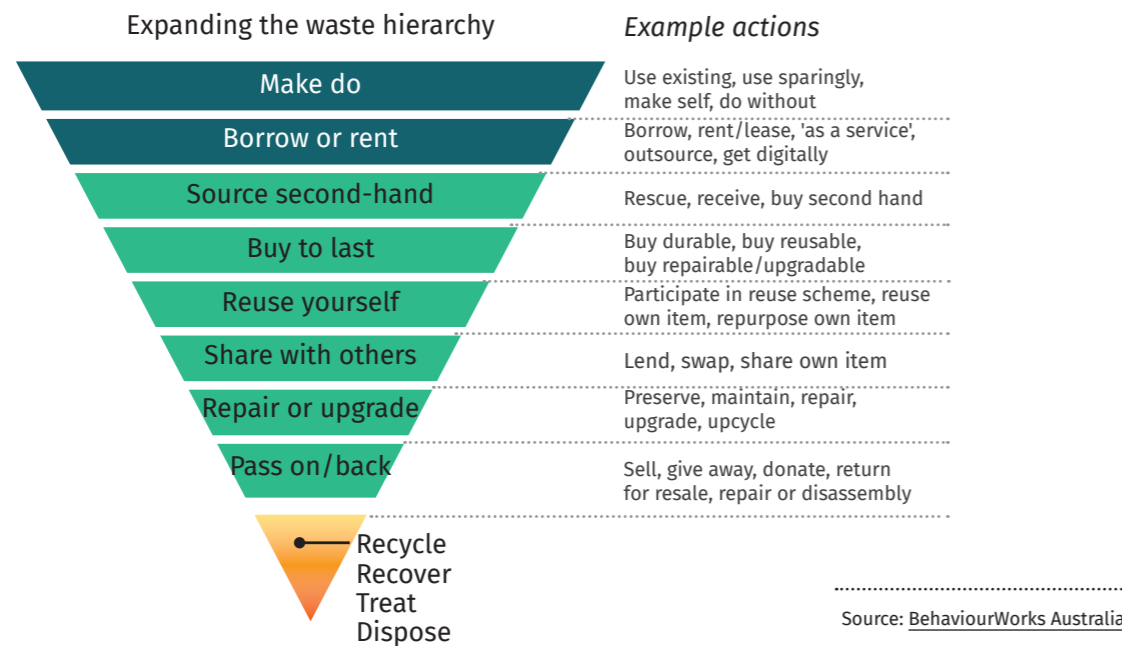 Expanding the waste hierarchy
Example actions
Make do
Use existing, use sparingly,
make self, do without
Borrow or rent
Borrow, rent/lease, 'as a service',
outsource, get digitally
Source second-hand
Rescue, receive, buy second hand
Buy to last
Buy durable, buy reusable,
buy repairable/upgradable
Reuse yourself
Participate in reuse scheme, reuse
own item, repurpose own item
Share with others
Lend, swap, share own item
Repair or upgrade
Preserve, maintain, repair,
upgrade, upcycle
Pass on/back
Sell, give away, donate, return
for resale, repair or disassembly
Recycle
Recover
Treat
Dispose
Source: BehaviourWorks Australia